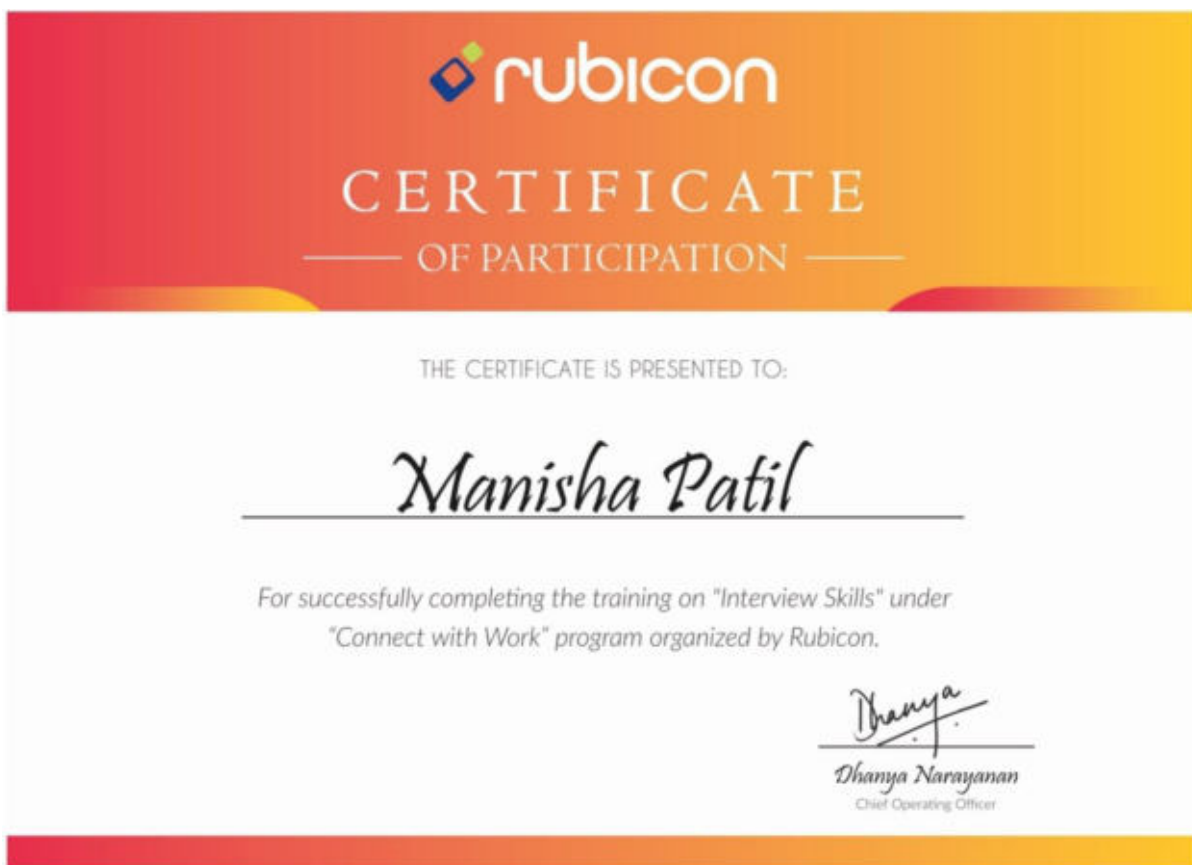 rubicon
CERTIFICATE
OF PARTICIPATION
THE CERTIFICATE IS PRESENTED TO:
Manisha Patil
For successfully completing the training on "Interview Skills" under
“Connect with Work” program organized by Rubicon.
Dhanya
Dhanya Narayanan
Chief Operating Officer